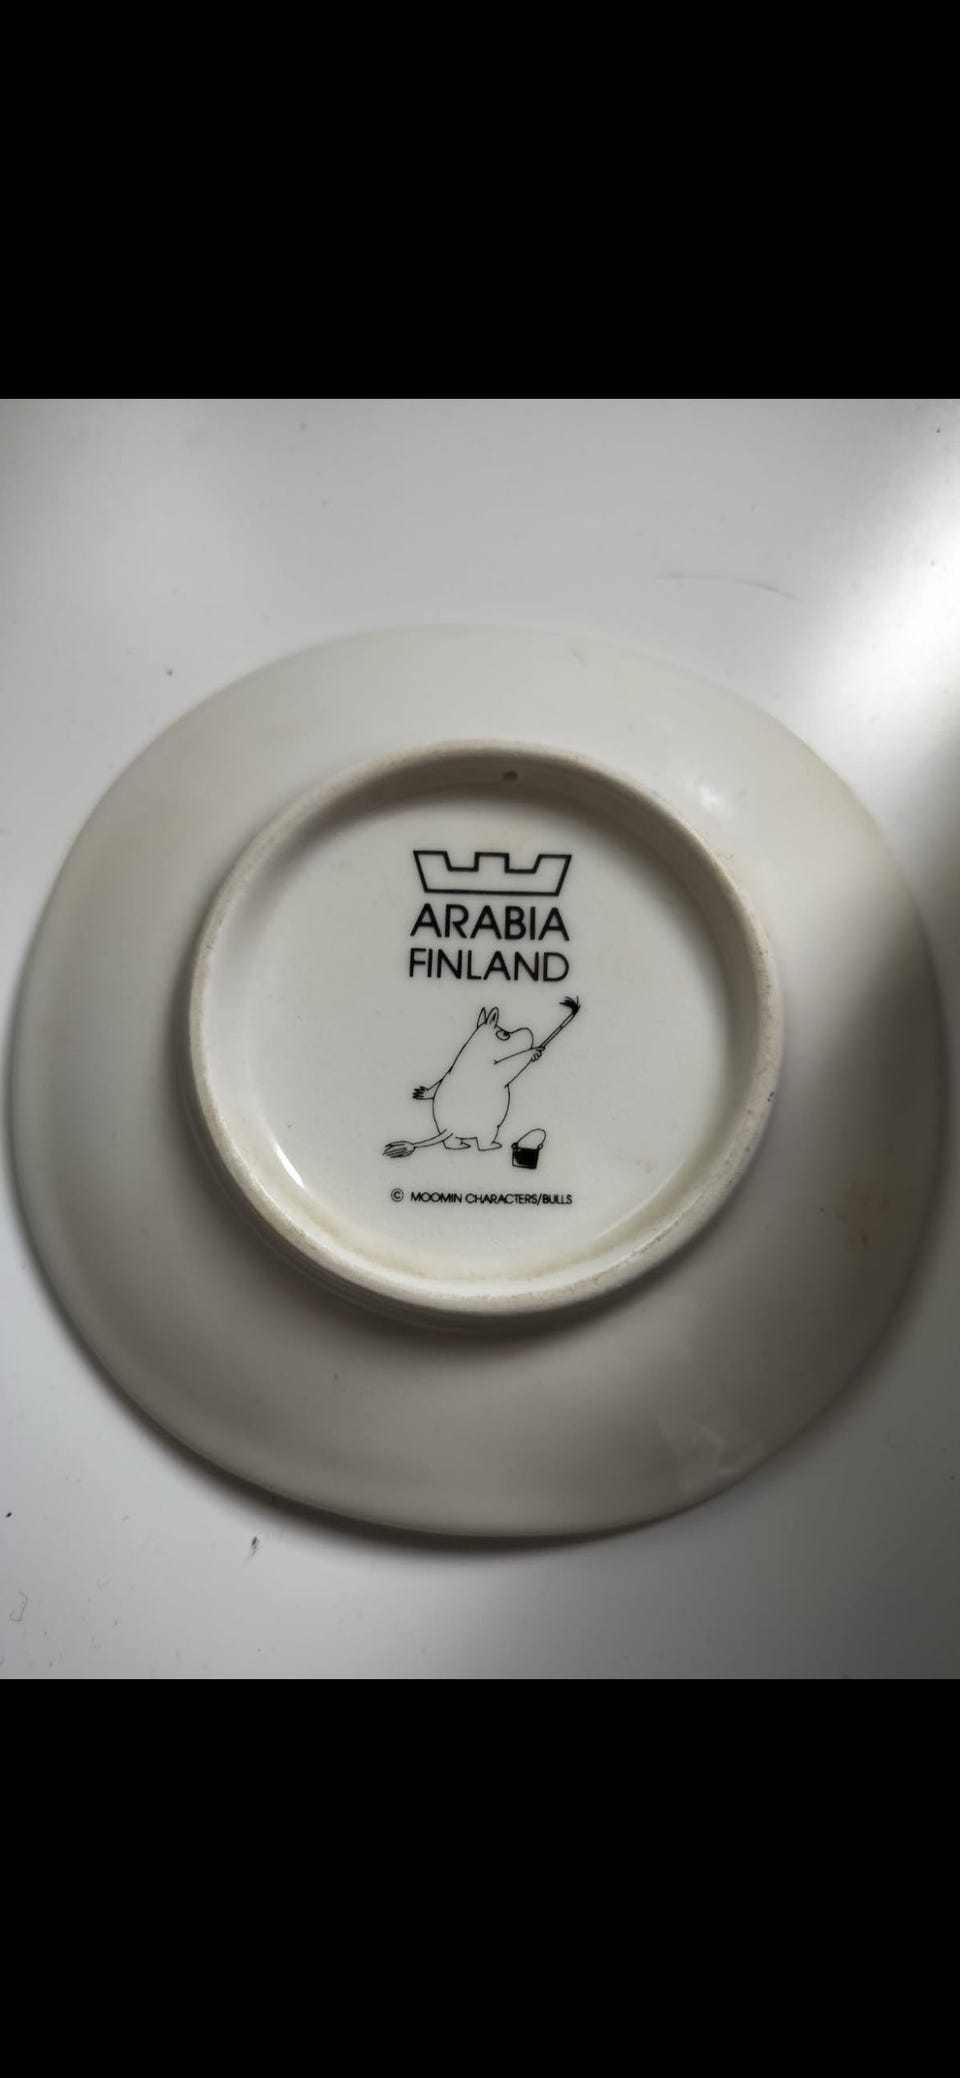 ARABIA
FINLAND
© MOOMIN CHARACTERS/BULLS